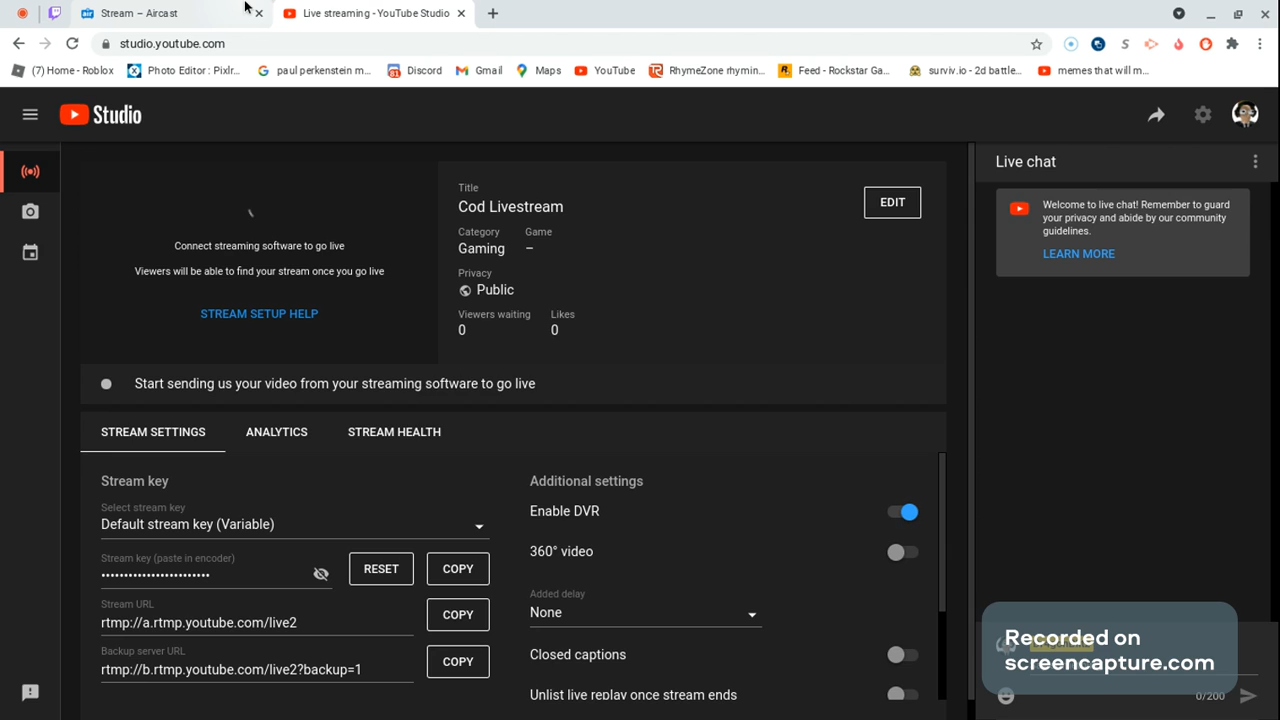 Stream – Aircast
Live streaming - YouTube Studio
studio.youtube.com
(7) Home - Roblox
Photo Editor : Pixlr...
paul perkenstein m...
Discord
Gmail
Maps
YouTube
RhymeZone rhymin...
Feed - Rockstar Ga...
surviv.io - 2d battle...
memes that will m...
Studio
Connect streaming software to go live
Viewers will be able to find your stream once you go live
STREAM SETUP HELP
Title
Cod Livestream
EDIT
Category
Game
Gaming
–
Privacy
Public
Viewers waiting
Likes
0
0
Start sending us your video from your streaming software to go live
STREAM SETTINGS
ANALYTICS
STREAM HEALTH
Stream key
Select stream key
Default stream key (Variable)
Stream key (paste in encoder)
••••••••••••••••••••••••
RESET
COPY
Stream URL
rtmp://a.rtmp.youtube.com/live2
COPY
Backup server URL
rtmp://b.rtmp.youtube.com/live2?backup=1
COPY
Additional settings
Enable DVR
360° video
Added delay
None
Closed captions
Unlist live replay once stream ends
Live chat
Welcome to live chat! Remember to guard
your privacy and abide by our community
guidelines.
LEARN MORE
Recorded on
screencapture.com
0/200